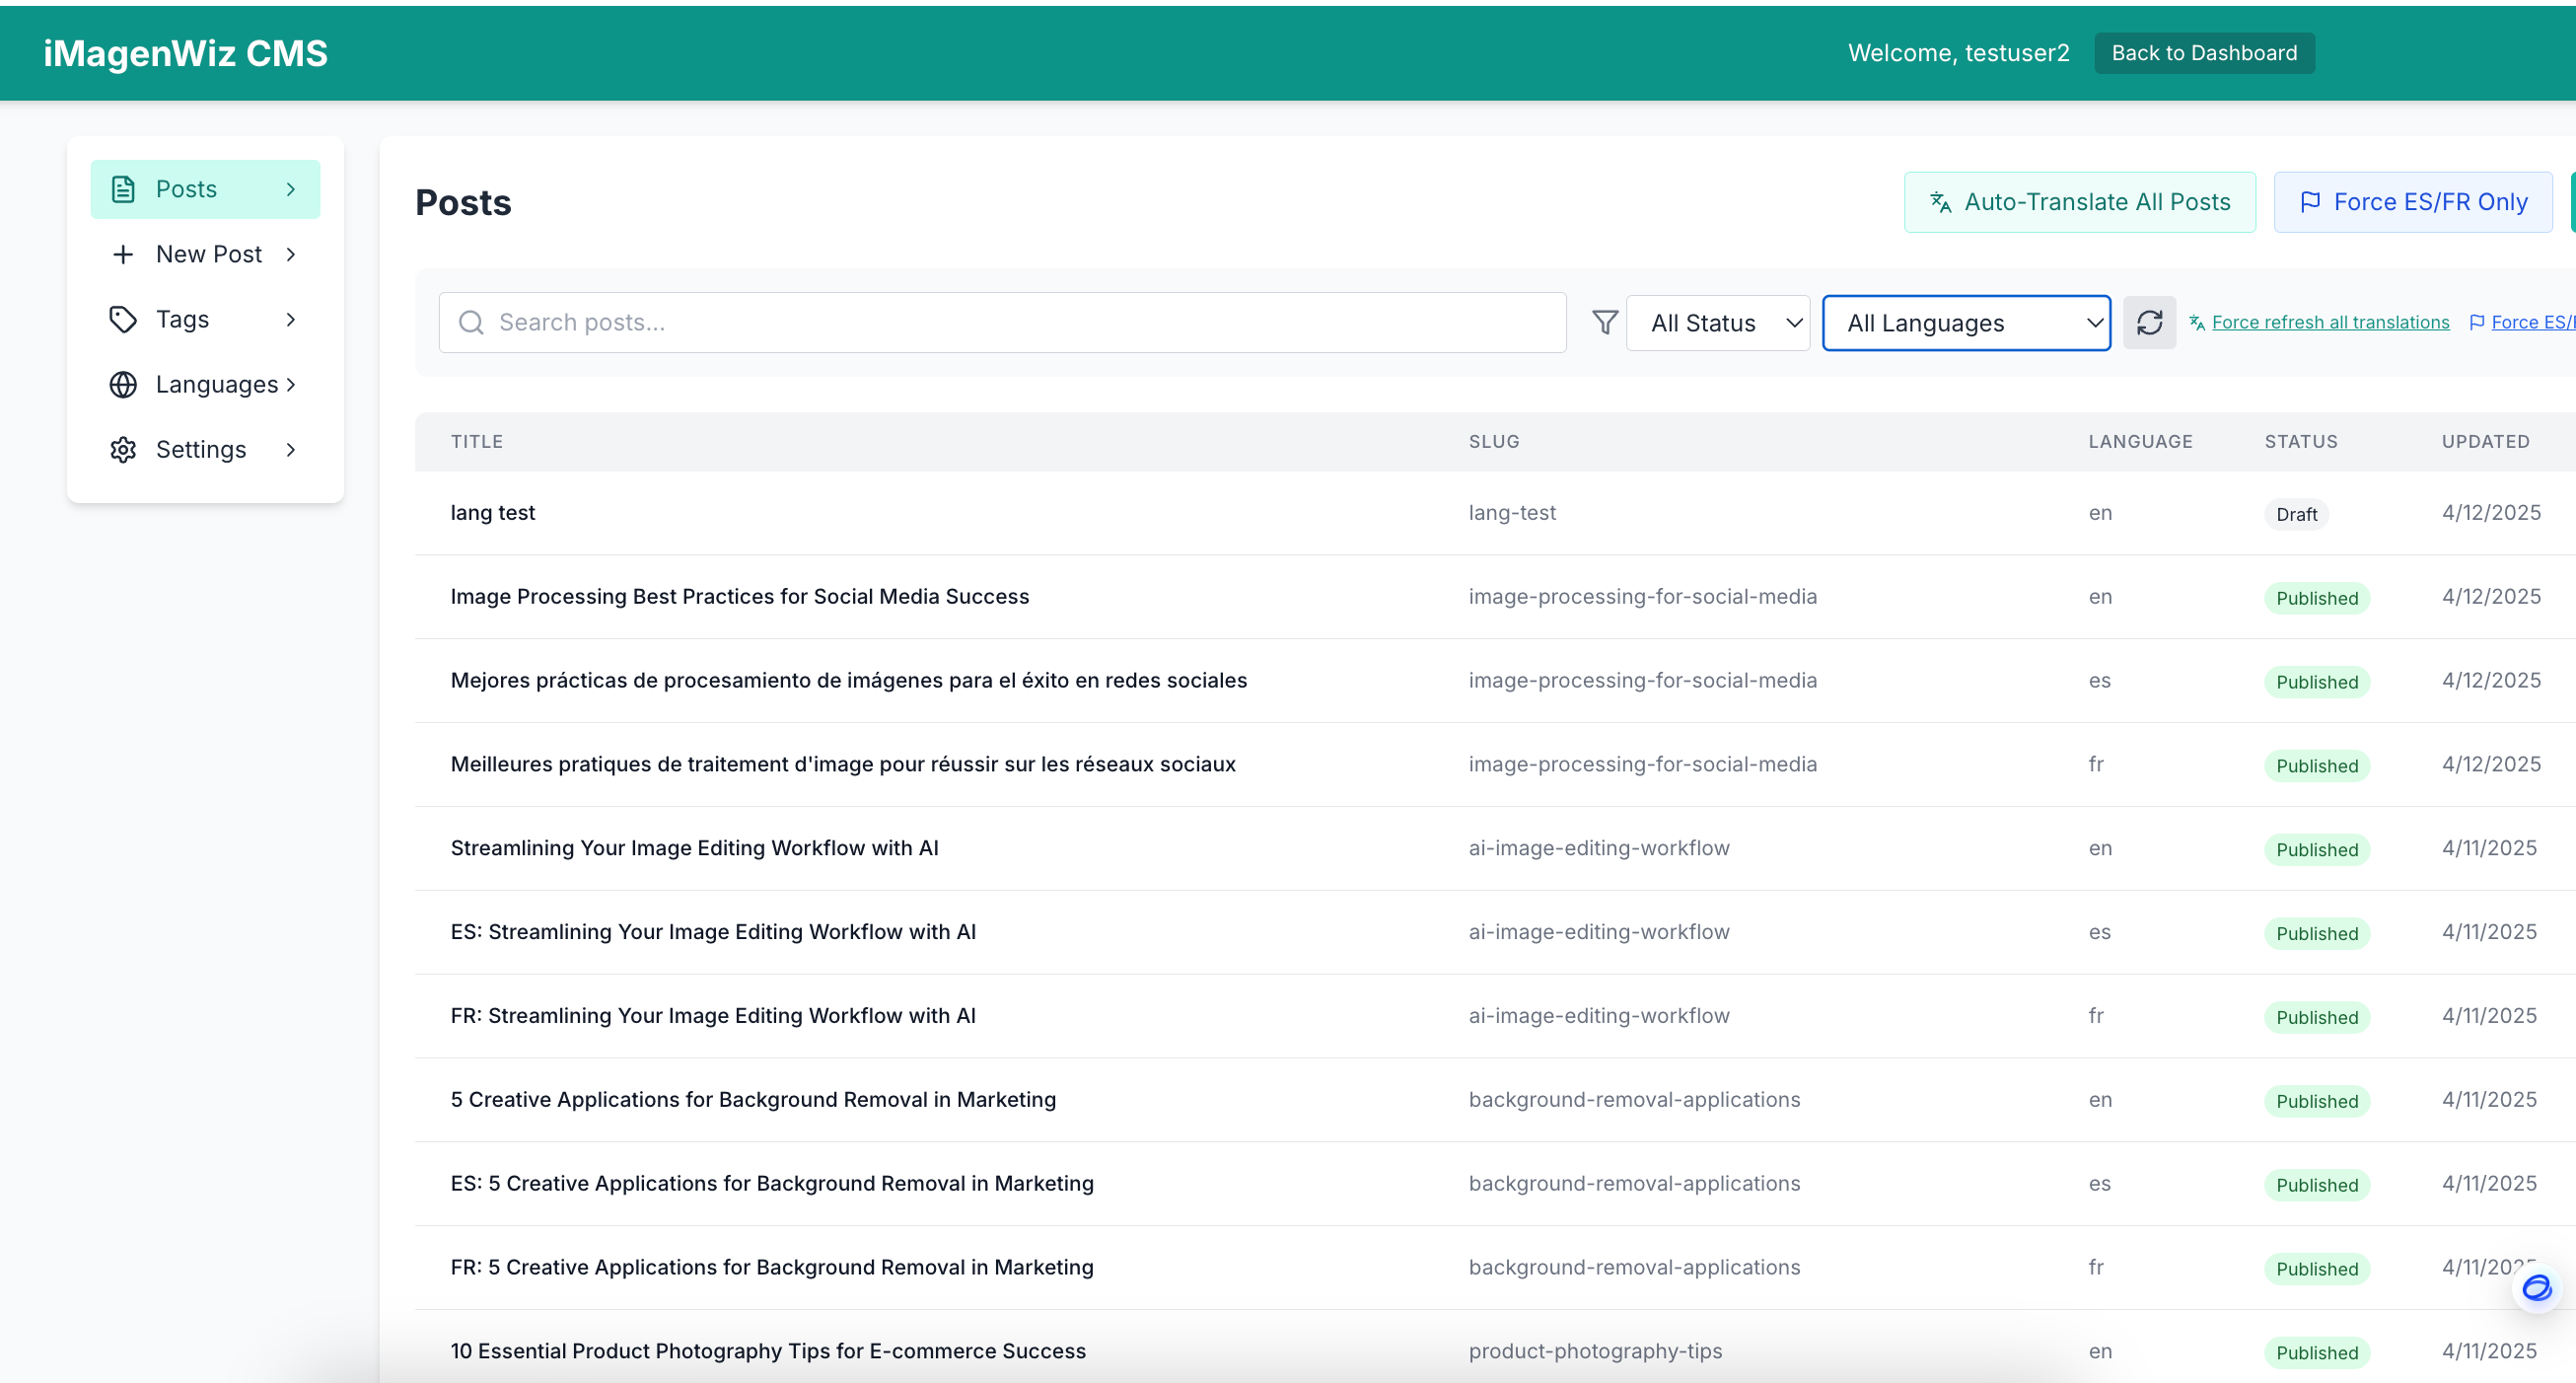 iMagenWiz CMS
Welcome, testuser2
Back to Dashboard
Posts
New Post
Tags
Languages
Settings
Posts
Auto-Translate All Posts
Force ES/FR Only
Search posts...
All Status
All Languages
Force refresh all translations
Force ES/
TITLE SLUG LANGUAGE STATUS UPDATED
lang test lang-test en Draft 4/12/2025
Image Processing Best Practices for Social Media Success image-processing-for-social-media en Published 4/12/2025
Mejores prácticas de procesamiento de imágenes para el éxito en redes sociales image-processing-for-social-media es Published 4/12/2025
Meilleures pratiques de traitement d'image pour réussir sur les réseaux sociaux image-processing-for-social-media fr Published 4/12/2025
Streamlining Your Image Editing Workflow with AI ai-image-editing-workflow en Published 4/11/2025
ES: Streamlining Your Image Editing Workflow with AI ai-image-editing-workflow es Published 4/11/2025
FR: Streamlining Your Image Editing Workflow with AI ai-image-editing-workflow fr Published 4/11/2025
5 Creative Applications for Background Removal in Marketing background-removal-applications en Published 4/11/2025
ES: 5 Creative Applications for Background Removal in Marketing background-removal-applications es Published 4/11/2025
FR: 5 Creative Applications for Background Removal in Marketing background-removal-applications fr Published 4/11/2025
10 Essential Product Photography Tips for E-commerce Success product-photography-tips en Published 4/11/2025